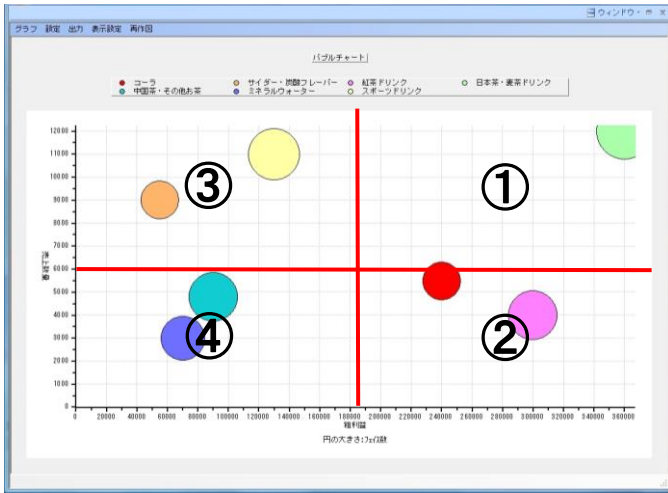 ウィンドウ
グラフ 設定 出力 表示設定 再作図
バブルチャート
コーラ サイダー・炭酸フレーバー 紅茶ドリンク 日本茶・麦茶ドリンク
中国茶・その他お茶 ミネラルウォーター スポーツドリンク
12000
11000
10000
9000
8000
7000
6000
5000
4000
3000
2000
1000
0
売上数量
③
①
④
②
0 20000 40000 60000 80000 100000 120000 140000 160000 180000 200000 220000 240000 260000 280000 300000 320000 340000 360000
粗利益
円の大きさ:フェイス数